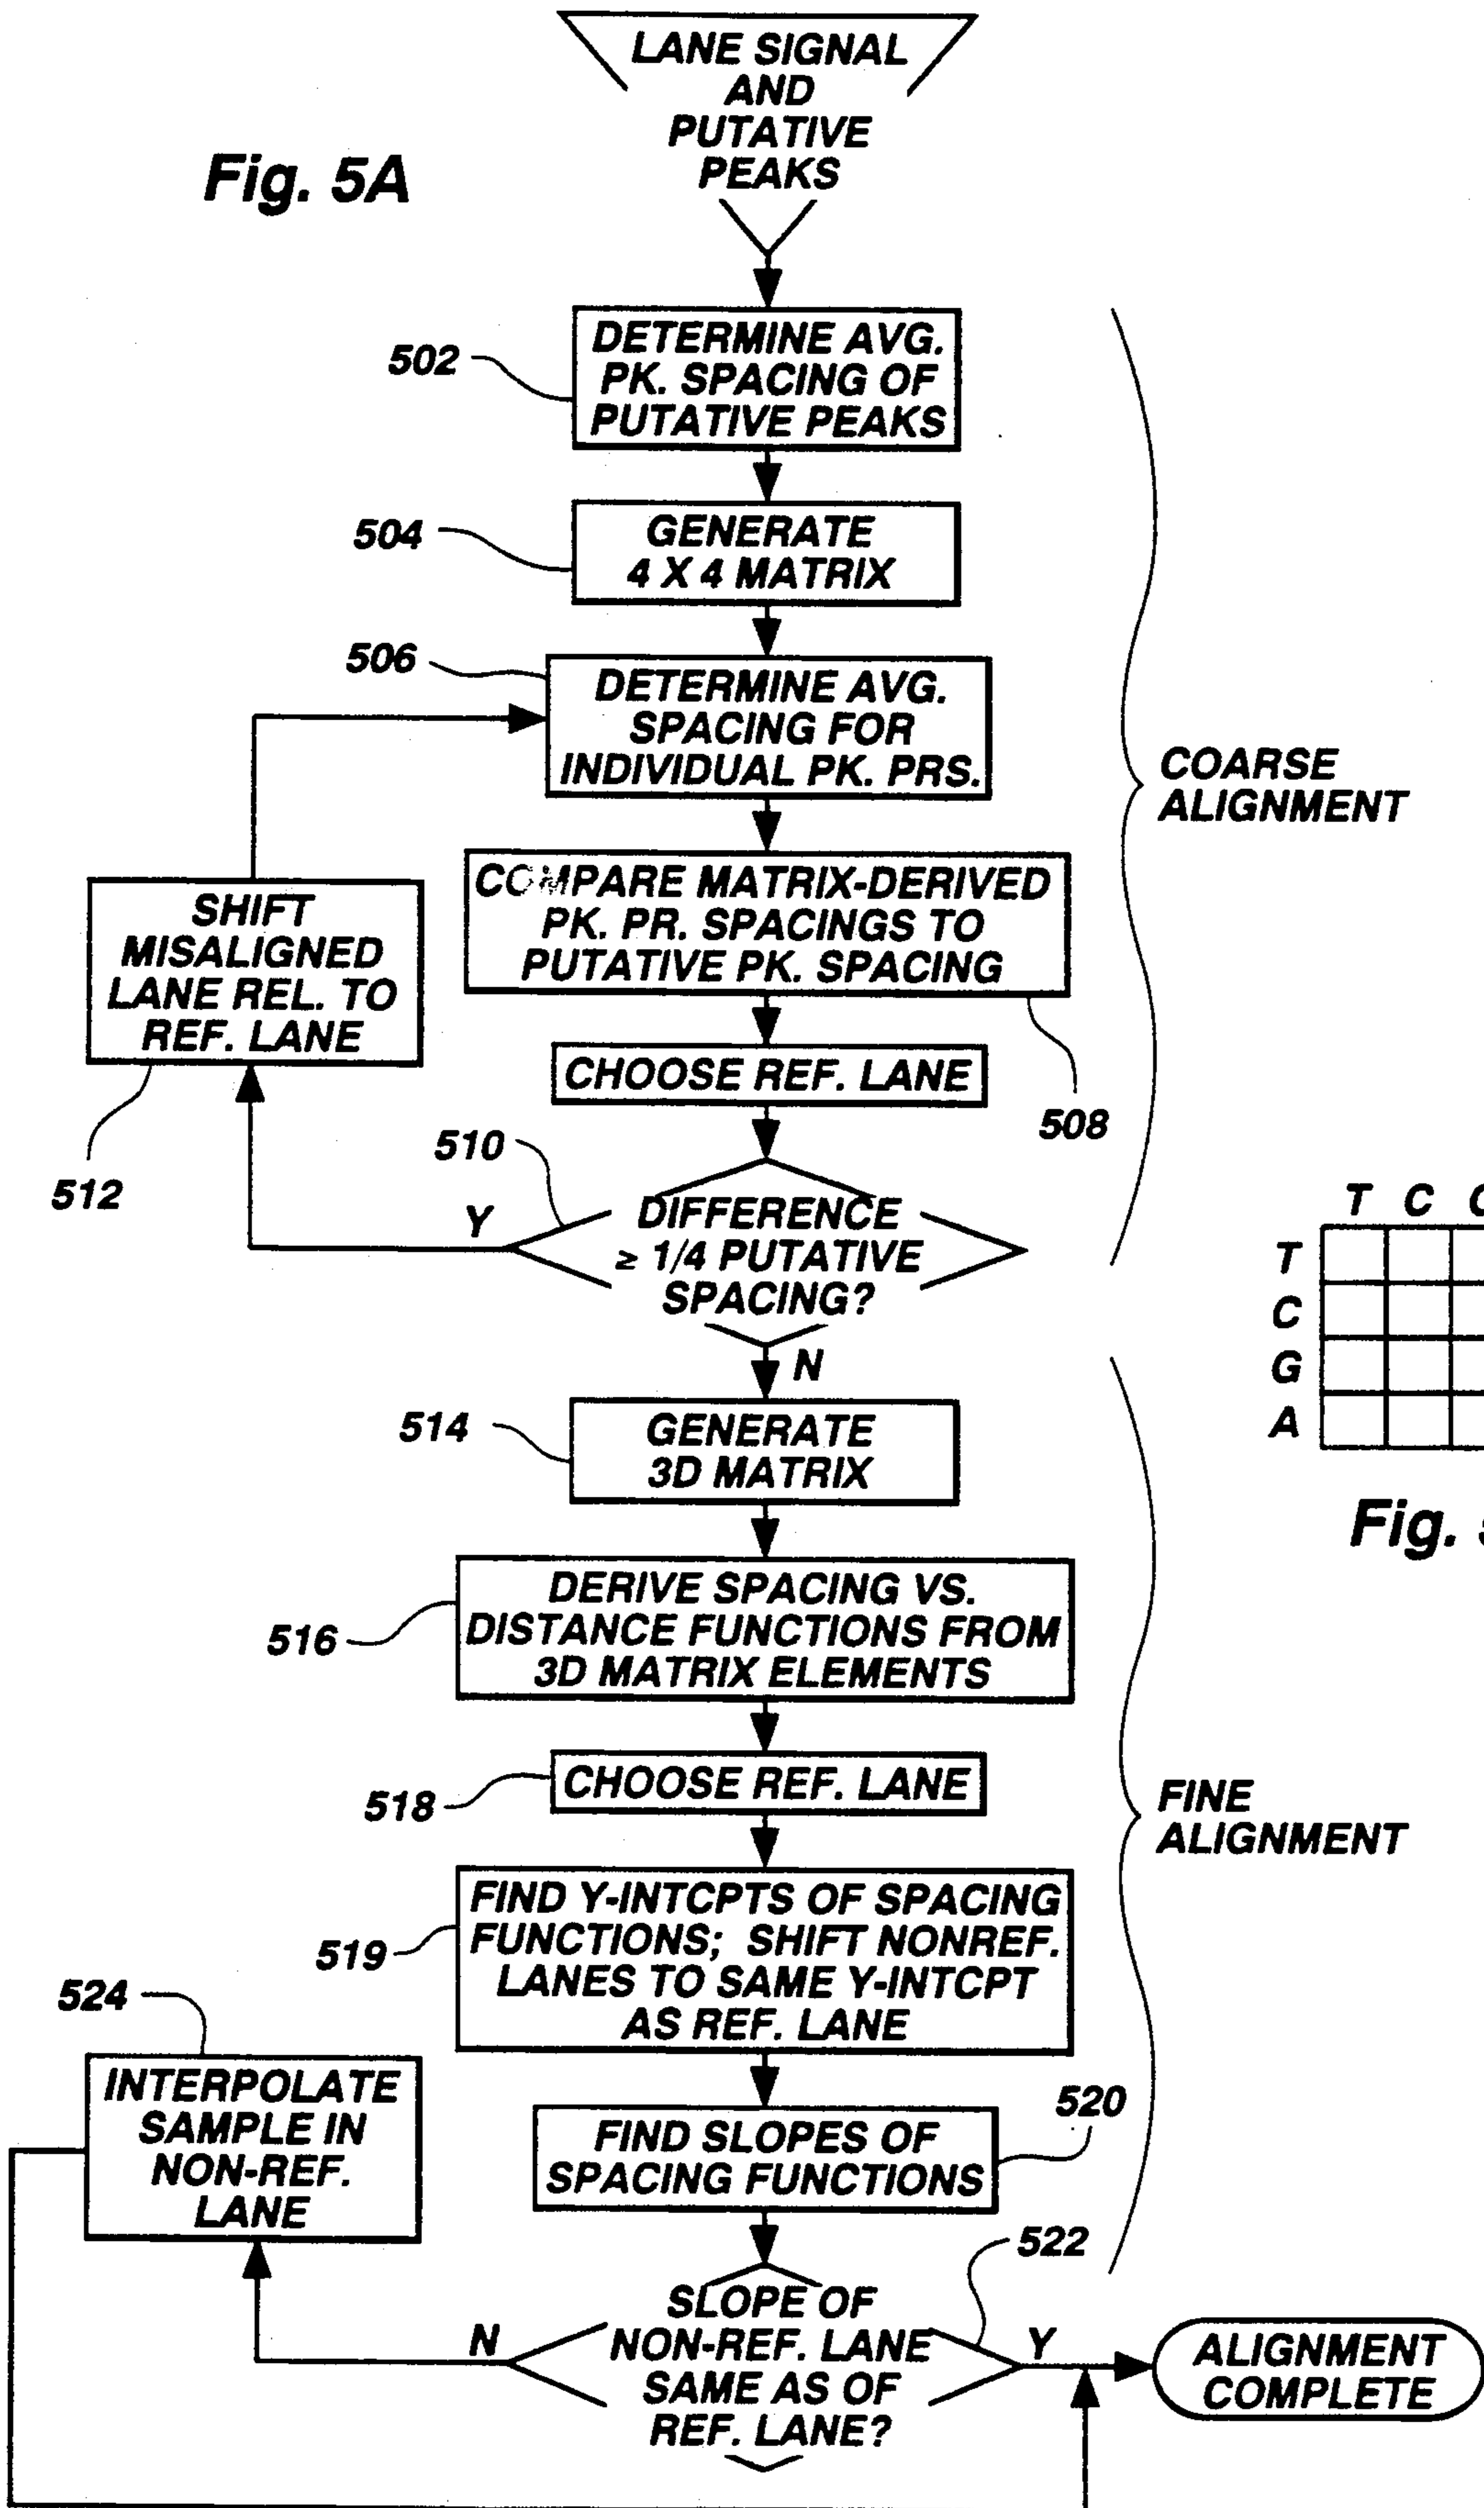 Fig. 5A
LANE SIGNAL
AND
PUTATIVE
PEAKS
502
DETERMINE AVG.
PK. SPACING OF
PUTATIVE PEAKS
504
GENERATE
4 X 4 MATRIX
506
DETERMINE AVG.
SPACING FOR
INDIVIDUAL PK. PRS.
COARSE
ALIGNMENT
COMPARE MATRIX-DERIVED
PK. PR. SPACINGS TO
PUTATIVE PK. SPACING
508
SHIFT
MISALIGNED
LANE REL. TO
REF. LANE
512
CHOOSE REF. LANE
510
DIFFERENCE
≥ 1/4 PUTATIVE
SPACING?
Y
N
T C
T
C
G
A
Fig.
514
GENERATE
3D MATRIX
516
DERIVE SPACING VS.
DISTANCE FUNCTIONS FROM
3D MATRIX ELEMENTS
518
CHOOSE REF. LANE
FINE
ALIGNMENT
519
FIND Y-INTCPTS OF SPACING
FUNCTIONS; SHIFT NONREF.
LANES TO SAME Y-INTCPT
AS REF. LANE
524
INTERPOLATE
SAMPLE IN
NON-REF.
LANE
520
FIND SLOPES OF
SPACING FUNCTIONS
522
SLOPE OF
NON-REF. LANE
SAME AS OF
REF. LANE?
N
Y
ALIGNMENT
COMPLETE